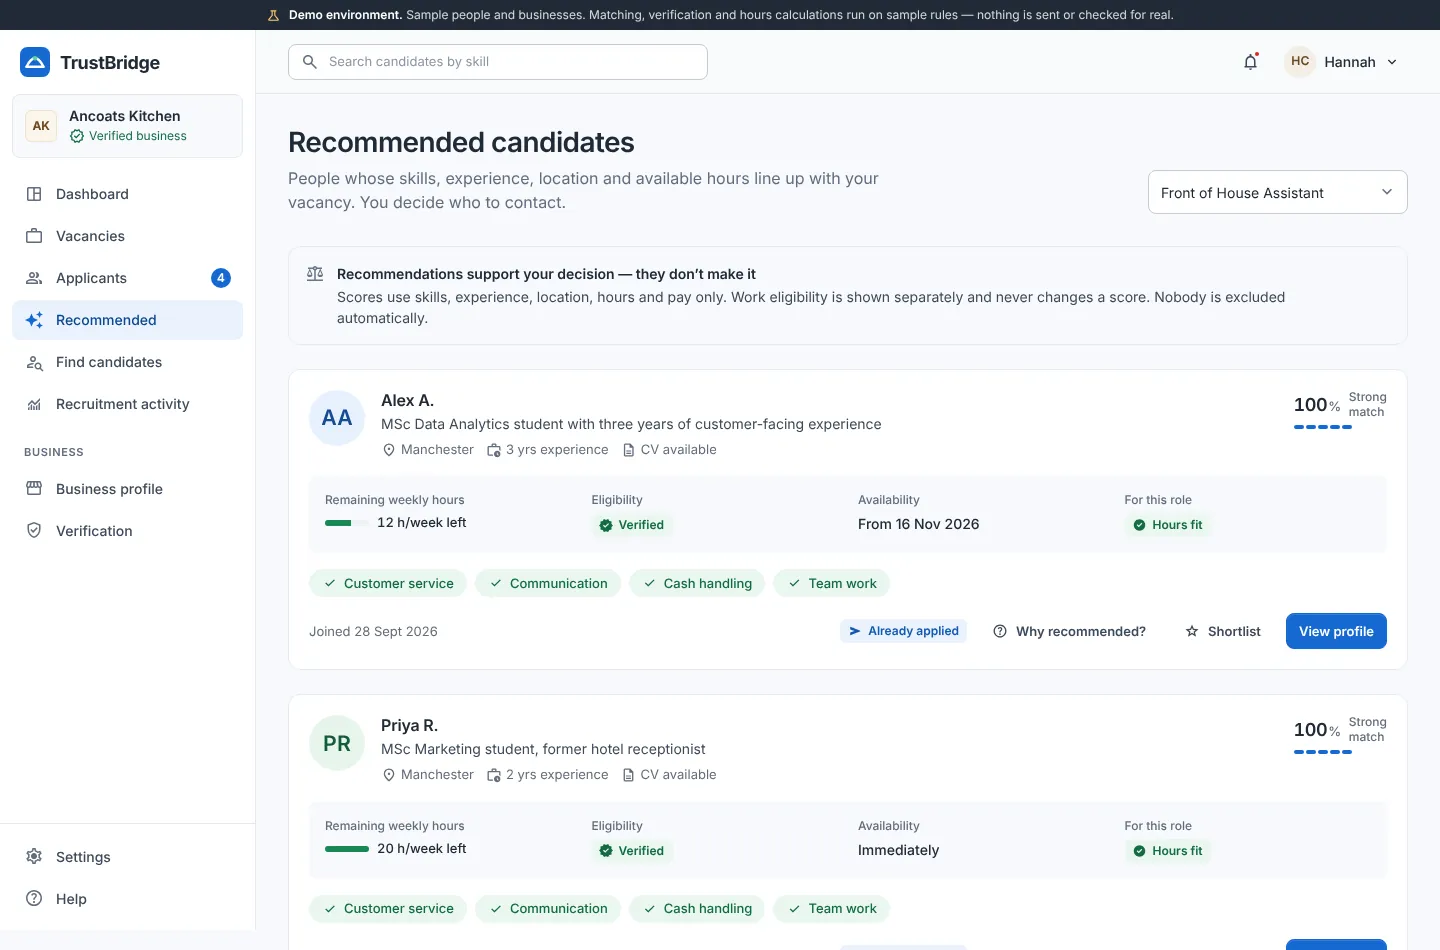 Demo environment. Sample people and businesses. Matching, verification and hours calculations run on sample rules — nothing is sent or checked for real.
TrustBridge
Search candidates by skill
HC Hannah
AK
Ancoats Kitchen
Verified business
Dashboard
Vacancies
Applicants 4
Recommended
Find candidates
Recruitment activity
BUSINESS
Business profile
Verification
Settings
Help
Recommended candidates
People whose skills, experience, location and available hours line up with your
vacancy. You decide who to contact.
Front of House Assistant
Recommendations support your decision — they don’t make it
Scores use skills, experience, location, hours and pay only. Work eligibility is shown separately and never changes a score. Nobody is excluded
automatically.
AA
Alex A.
MSc Data Analytics student with three years of customer-facing experience
Manchester 3 yrs experience CV available
100% Strong
match
Remaining weekly hours Eligibility Availability For this role
12 h/week left Verified From 16 Nov 2026 Hours fit
Customer service Communication Cash handling Team work
Joined 28 Sept 2026 Already applied Why recommended? Shortlist View profile
PR
Priya R.
MSc Marketing student, former hotel receptionist
Manchester 2 yrs experience CV available
100% Strong
match
Remaining weekly hours Eligibility Availability For this role
20 h/week left Verified Immediately Hours fit
Customer service Communication Cash handling Team work